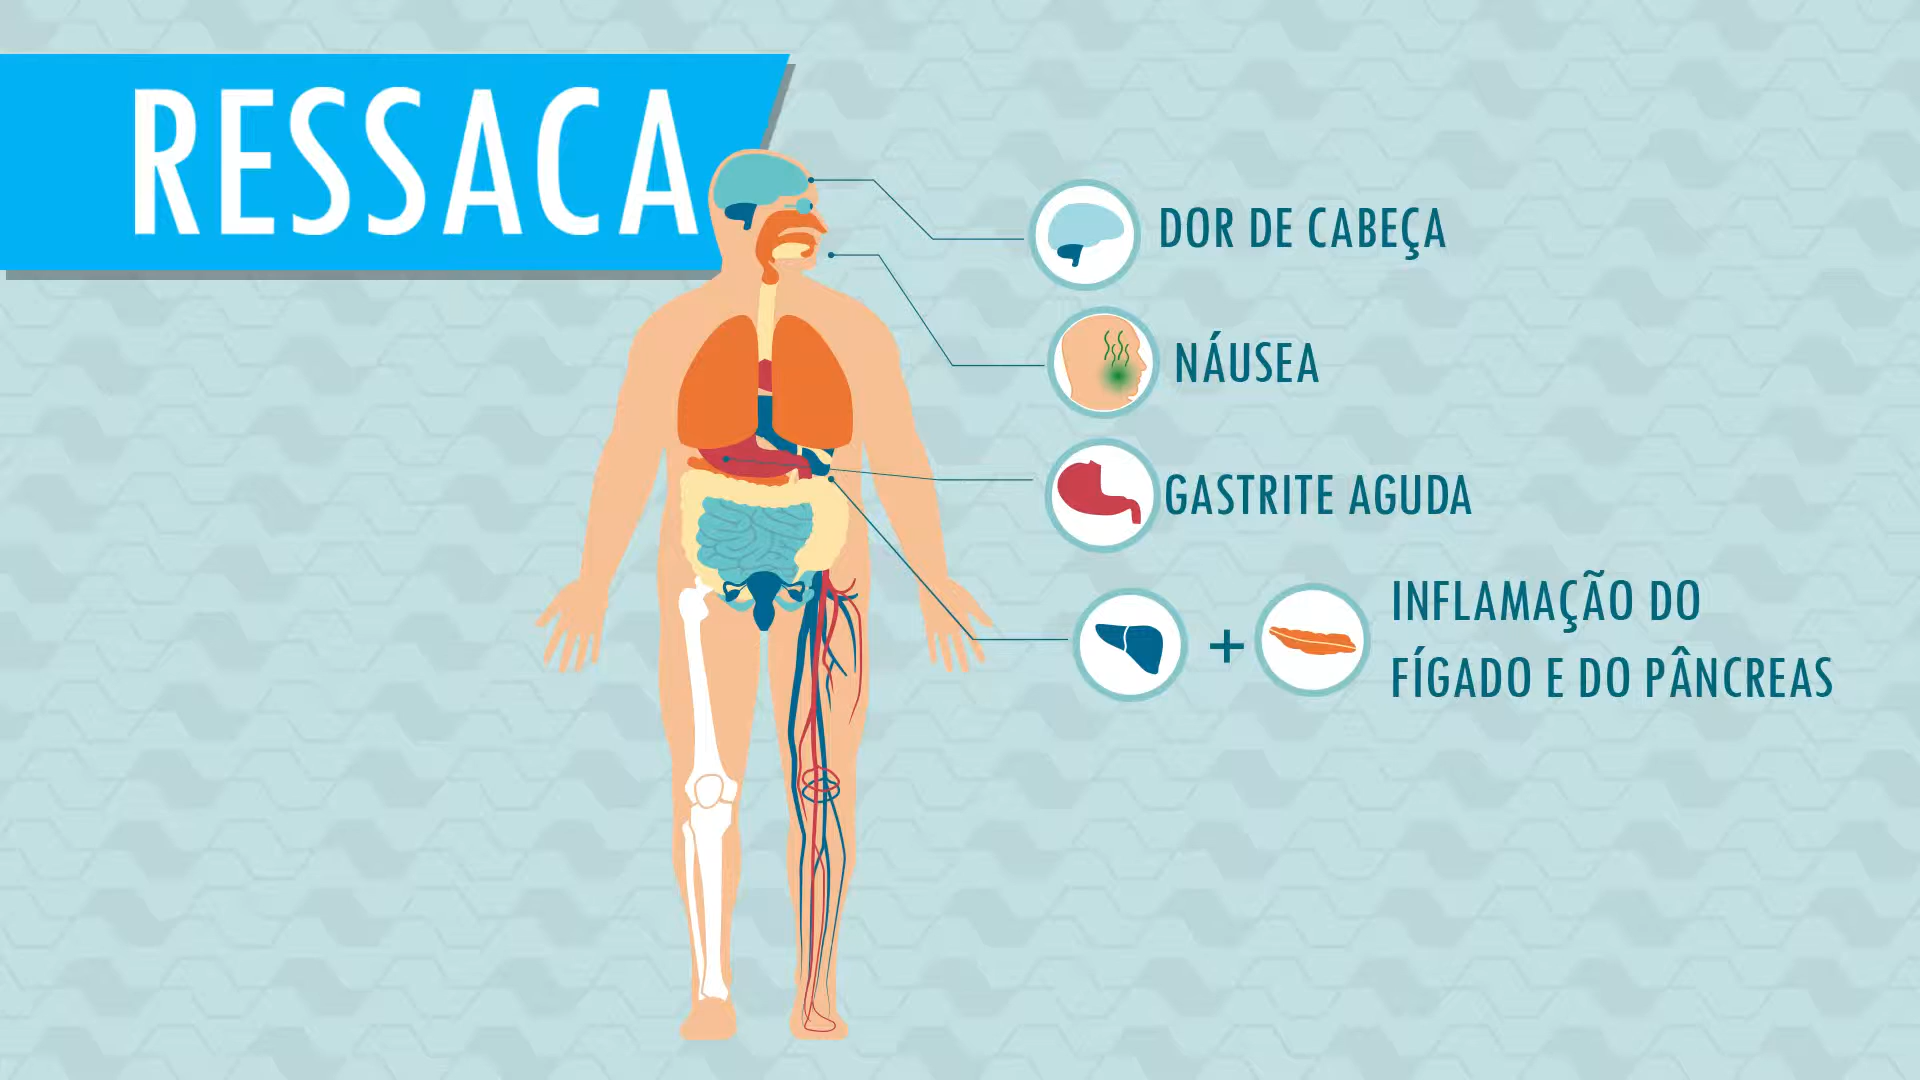 RESSACA
DOR DE CABEÇA
NÁUSEA
GASTRITE AGUDA
+
INFLAMAÇÃO DO
FÍGADO E DO PÂNCREAS